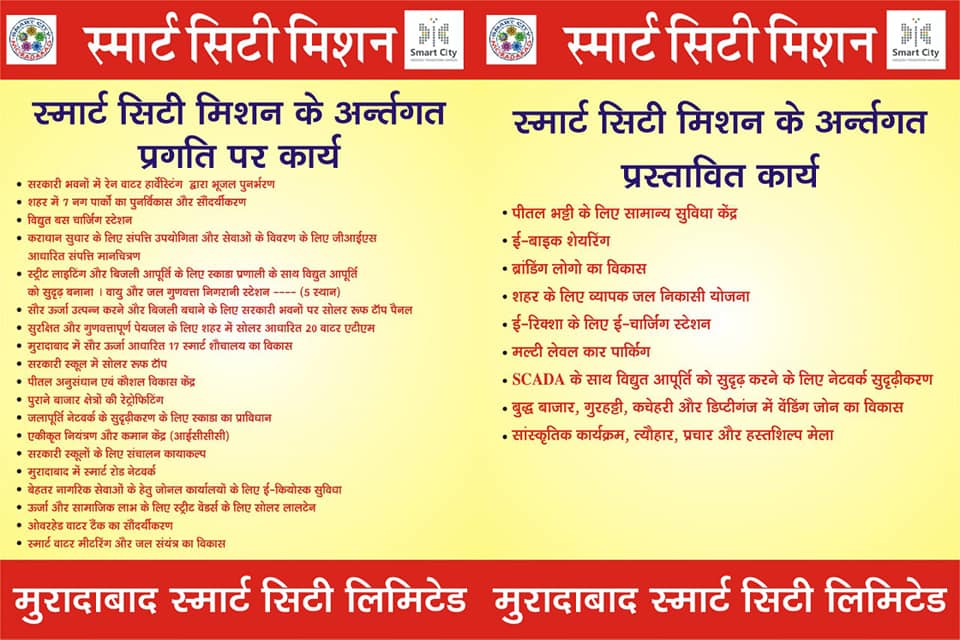 स्मार्ट सिटी मिशन
Smart City
स्मार्ट सिटी मिशन के अर्न्तगत
प्रगति पर कार्य
• सरकारी भवनों में रेन वाटर हार्वेस्टिंग द्वारा भूजल पुनर्भरण
• शहर में 7 नग पार्को का पुनर्विकास और सौंदर्यीकरण
• विद्युत बस चार्जिंग स्टेशन
• कराधान सुधार के लिए संपत्ति उपयोगिता और सेवाओं के विवरण के लिए जीआईएस
आधारित संपत्ति मानचित्रण
• स्ट्रीट लाइटिंग और बिजली आपूर्ति के लिए स्काडा प्रणाली के साथ विद्युत आपूर्ति
को सुदृढ़ बनाना । वायु और जल गुणवत्ता निगरानी स्टेशन ---- (5 स्थान)
• सौर ऊर्जा उत्पन्न करने और बिजली बचाने के लिए सरकारी भवनों पर सोलर रूफ टॉप पैनल
• सुरक्षित और गुणवत्तापूर्ण पेयजल के लिए शहर में सोलर आधारित 20 वाटर एटीएम
• मुरादाबाद में सौर ऊर्जा आधारित 17 स्मार्ट शौचालय का विकास
• सरकारी स्कूल में सोलर रूफ टॉप
• पीतल अनुसंधान एवं कौशल विकास केंद्र
• पुराने बाजार क्षेत्रों की रेट्रोफिटिंग
• जलापूर्ति नेटवर्क के सुदृढ़ीकरण के लिए स्काडा का प्राविधान
• एकीकृत नियंत्रण और कमान केंद्र (आईसीसीसी)
• सरकारी स्कूलों के लिए संचालन कायाकल्प
• मुरादाबाद में स्मार्ट रोड नेटवर्क
• बेहतर नागरिक सेवाओं के हेतु जोनल कार्यालयों के लिए ई-कियोस्क सुविधा
• ऊर्जा और सामाजिक लाभ के लिए स्ट्रीट वेंडर्स के लिए सोलर लालटेन
• ओवरहेड वाटर टैंक का सौंदर्यीकरण
• स्मार्ट वाटर मीटरिंग और जल संयंत्र का विकास
मुरादाबाद स्मार्ट सिटी लिमिटेड
स्मार्ट सिटी मिशन
Smart City
स्मार्ट सिटी मिशन के अर्न्तगत
प्रस्तावित कार्य
• पीतल भट्टी के लिए सामान्य सुविधा केंद्र
• ई-बाइक शेयरिंग
• ब्रांडिंग लोगो का विकास
• शहर के लिए व्यापक जल निकासी योजना
• ई-रिक्शा के लिए ई-चार्जिंग स्टेशन
• मल्टी लेवल कार पार्किंग
• SCADA के साथ विद्युत आपूर्ति को सुदृढ़ करने के लिए नेटवर्क सुदृढ़ीकरण
• बुद्ध बाजार, गुरहट्टी, कचेहरी और डिप्टीगंज में वेंडिंग जोन का विकास
• सांस्कृतिक कार्यक्रम, त्यौहार, प्रचार और हस्तशिल्प मेला
मुरादाबाद स्मार्ट सिटी लिमिटेड